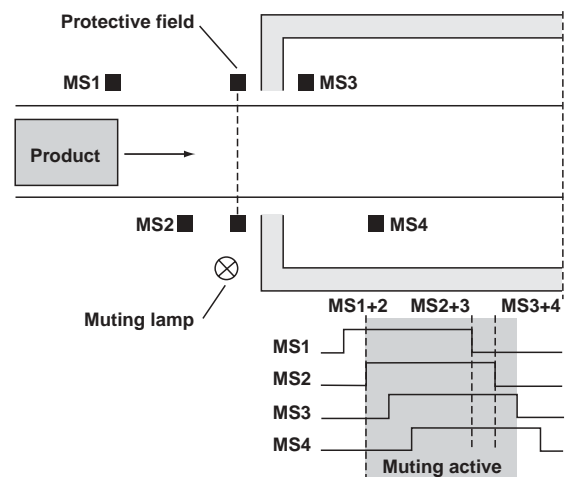 Protective field
MS1
MS3
Product
MS2
MS4
Muting lamp
MS1+2 MS2+3 MS3+4
MS1
MS2
MS3
MS4
Muting active